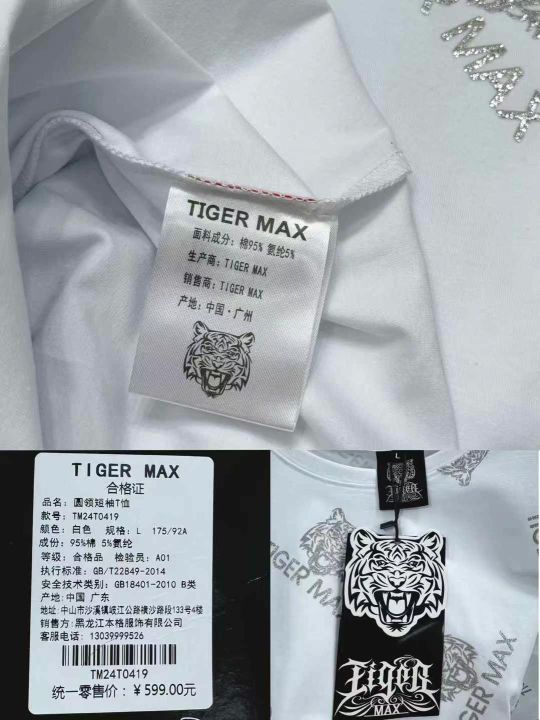 MAX
TIGER MAX
面料成分：棉95% 氨纶5%
生产商：TIGER MAX
销售商：TIGER MAX
产地：中国·广州
TIGER MAX
合格证
品名：圆领短袖T恤
款号：TM24T0419
颜色：白色 规格：L 175/92A
成份：95%棉 5%氨纶
等级：合格品 检验员：A01
执行标准：GB/T22849-2014
安全技术类别：GB18401-2010 B类
产地：中国 广东
地址：中山市沙溪镇岐江公路横沙路段133号4楼
销售方：黑龙江本格服饰有限公司
客服电话：13039999526
TM24T0419
统一零售价：￥599.00元
L
TIGER MAX
Tiger
MAX